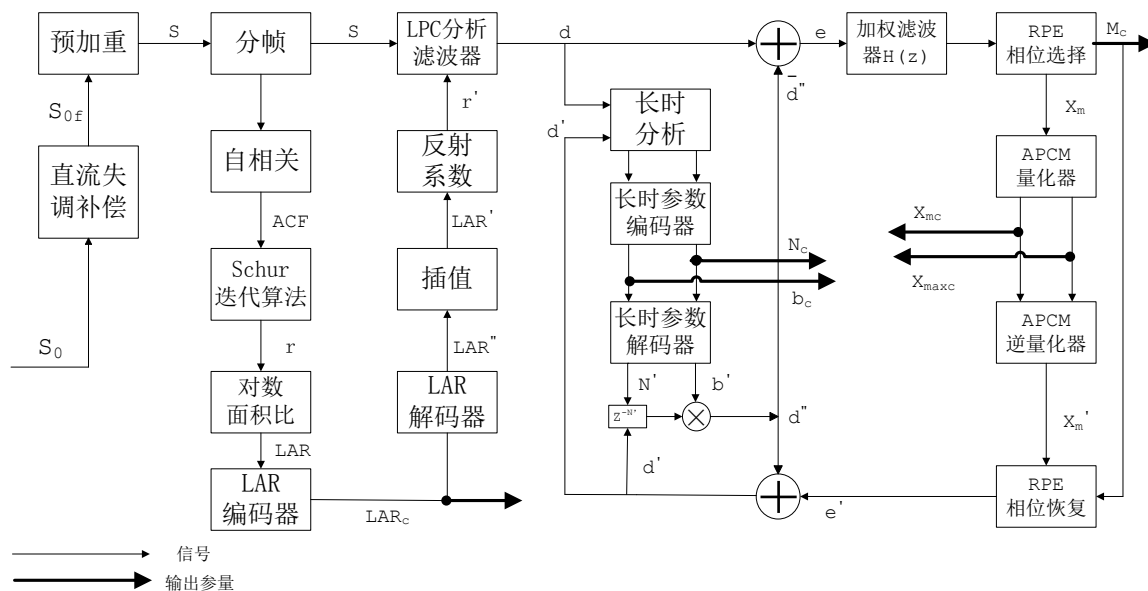 预加重
S
分帧
S
LPC分析
滤波器
d
e
加权滤波
器H(z)
RPE
相位选择
Mc
-
d"
S0f
r'
长时
分析
d'
Xm
直流失
调补偿
自相关
反射
系数
APCM
量化器
ACF
LAR'
长时参数
编码器
Xmc
Nc
Schur
迭代算法
插值
Xmaxc
bc
S0
r
LAR"
长时参数
解码器
APCM
逆量化器
N'
b'
对数
面积比
LAR
解码器
Z-N'
d"
Xm'
LAR
d'
LAR
编码器
LARc
e'
RPE
相位恢复
信号
输出参量